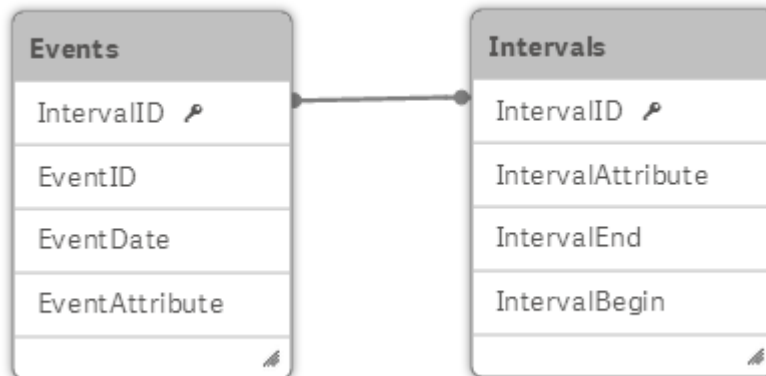 Events
IntervalID
EventID
EventDate
EventAttribute
Intervals
IntervalID
IntervalAttribute
IntervalEnd
IntervalBegin